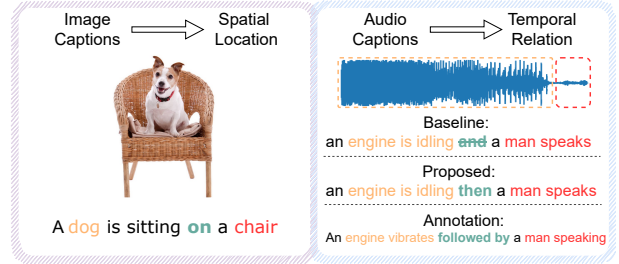 Image
Captions
Spatial
Location
A dog is sitting on a chair
Audio
Captions
Temporal
Relation
Baseline:
an engine is idling and a man speaks
Proposed:
an engine is idling then a man speaks
Annotation:
An engine vibrates followed by a man speaking